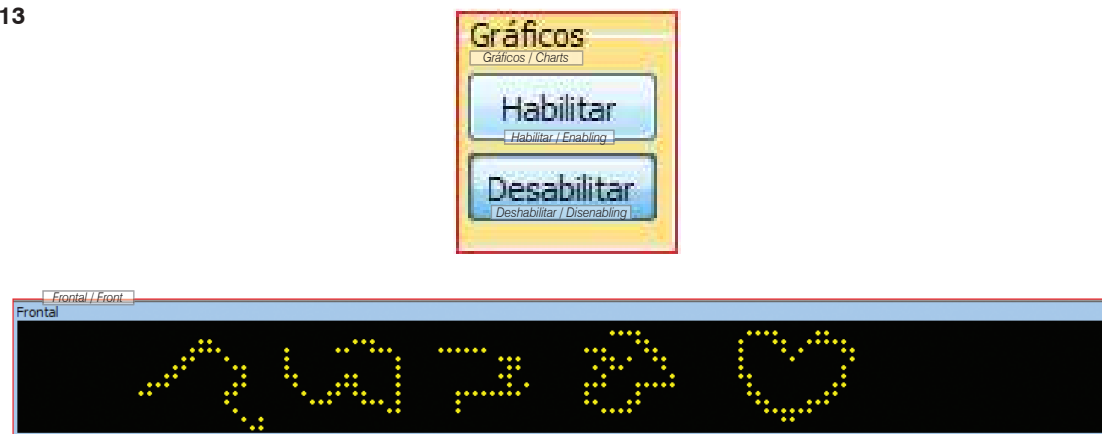 13
Gráficos
Gráficos / Charts
Habilitar
Habilitar / Enabling
Desabilitar
Deshabilitar / Disenabling
Frontal / Front
Frontal